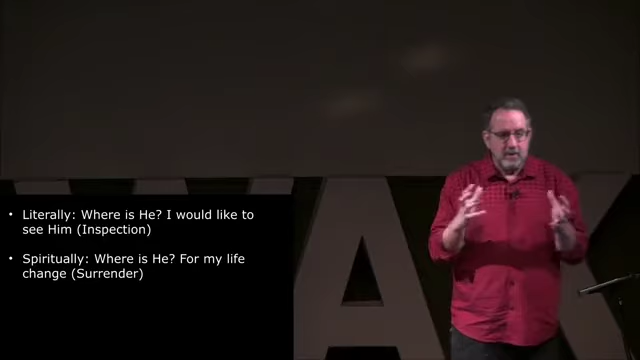 • Literally: Where is He? I would like to
see Him (Inspection)
• Spiritually: Where is He? For my life
change (Surrender)